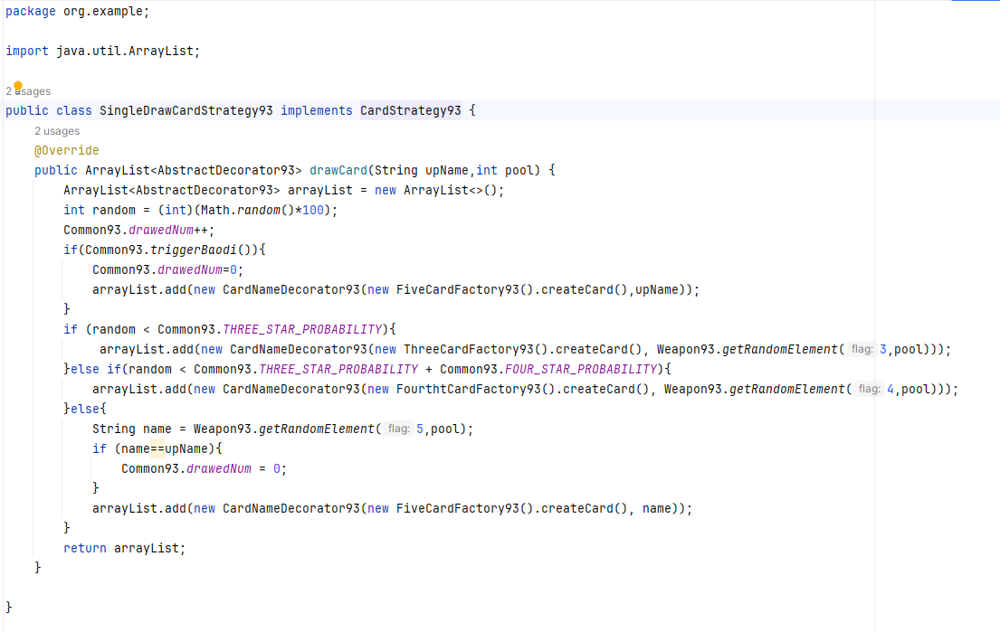 package org.example;
import java.util.ArrayList;
2 usages
public class SingleDrawCardStrategy93 implements CardStrategy93 {
2 usages
@Override
public ArrayList<AbstractDecorator93> drawCard(String upName,int pool) {
ArrayList<AbstractDecorator93> arrayList = new ArrayList<>();
int random = (int)(Math.random()*100);
Common93.drawedNum++;
if(Common93.triggerBaodi()){
Common93.drawedNum=0;
arrayList.add(new CardNameDecorator93(new FiveCardFactory93().createCard(),upName));
}
if (random < Common93.THREE_STAR_PROBABILITY){
arrayList.add(new CardNameDecorator93(new ThreeCardFactory93().createCard(), Weapon93.getRandomElement( flag: 3,pool)));
}else if(random < Common93.THREE_STAR_PROBABILITY + Common93.FOUR_STAR_PROBABILITY){
arrayList.add(new CardNameDecorator93(new FourthtCardFactory93().createCard(), Weapon93.getRandomElement( flag: 4,pool)));
}else{
String name = Weapon93.getRandomElement( flag: 5,pool);
if (name==upName){
Common93.drawedNum = 0;
}
arrayList.add(new CardNameDecorator93(new FiveCardFactory93().createCard(), name));
}
return arrayList;
}
}